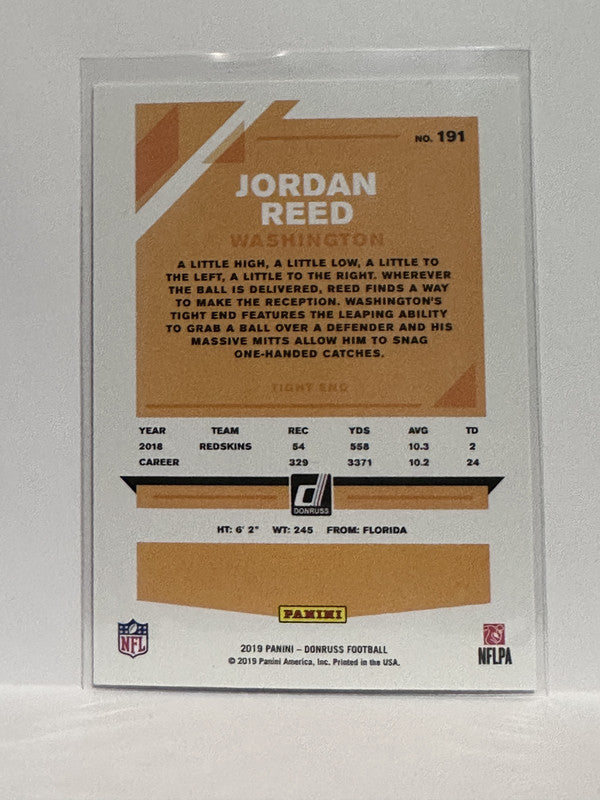 NO. 191
JORDAN
REED
WASHINGTON
A LITTLE HIGH, A LITTLE LOW, A LITTLE TO
THE LEFT, A LITTLE TO THE RIGHT. WHEREVER
THE BALL IS DELIVERED, REED FINDS A WAY
TO MAKE THE RECEPTION. WASHINGTON'S
TIGHT END FEATURES THE LEAPING ABILITY
TO GRAB A BALL OVER A DEFENDER AND HIS
MASSIVE MITTS ALLOW HIM TO SNAG
ONE-HANDED CATCHES.
TIGHT END
YEAR TEAM REC YDS AVG TD
2018 REDSKINS 54 558 10.3 2
CAREER 329 3371 10.2 24
d
DONRUSS
HT: 6' 2" WT: 245 FROM: FLORIDA
PANINI
NFL
2019 PANINI – DONRUSS FOOTBALL
© 2019 Panini America, Inc. Printed in the USA.
NFLPA